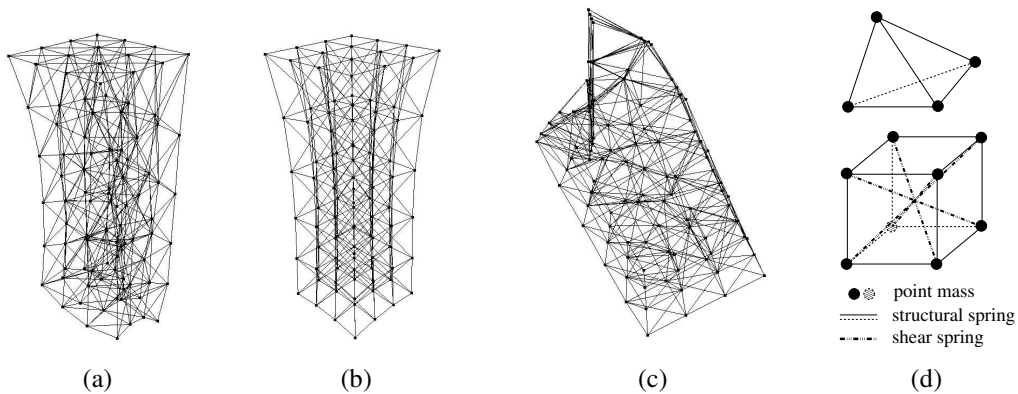 point mass
structural spring
shear spring
(a)
(b)
(c)
(d)